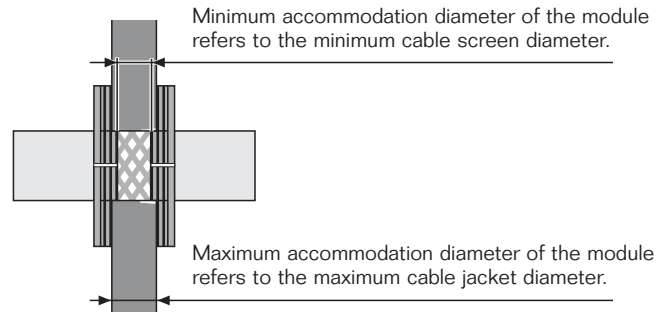 Minimum accommodation diameter of the module
refers to the minimum cable screen diameter.
Maximum accommodation diameter of the module
refers to the maximum cable jacket diameter.